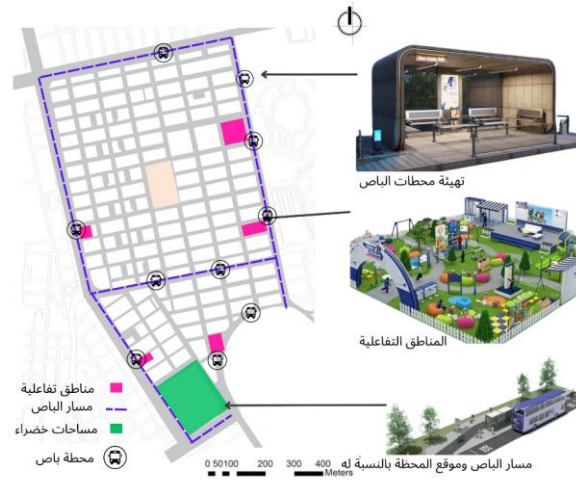 تهيئة محطات الباص
المناطق التفاعلية
مناطق تفاعلية
مسار الباص
مساحات خضراء
محطة باص
مسار الباص وموقع المحطة بالنسبة له
0 50100 200 300 400
Meters